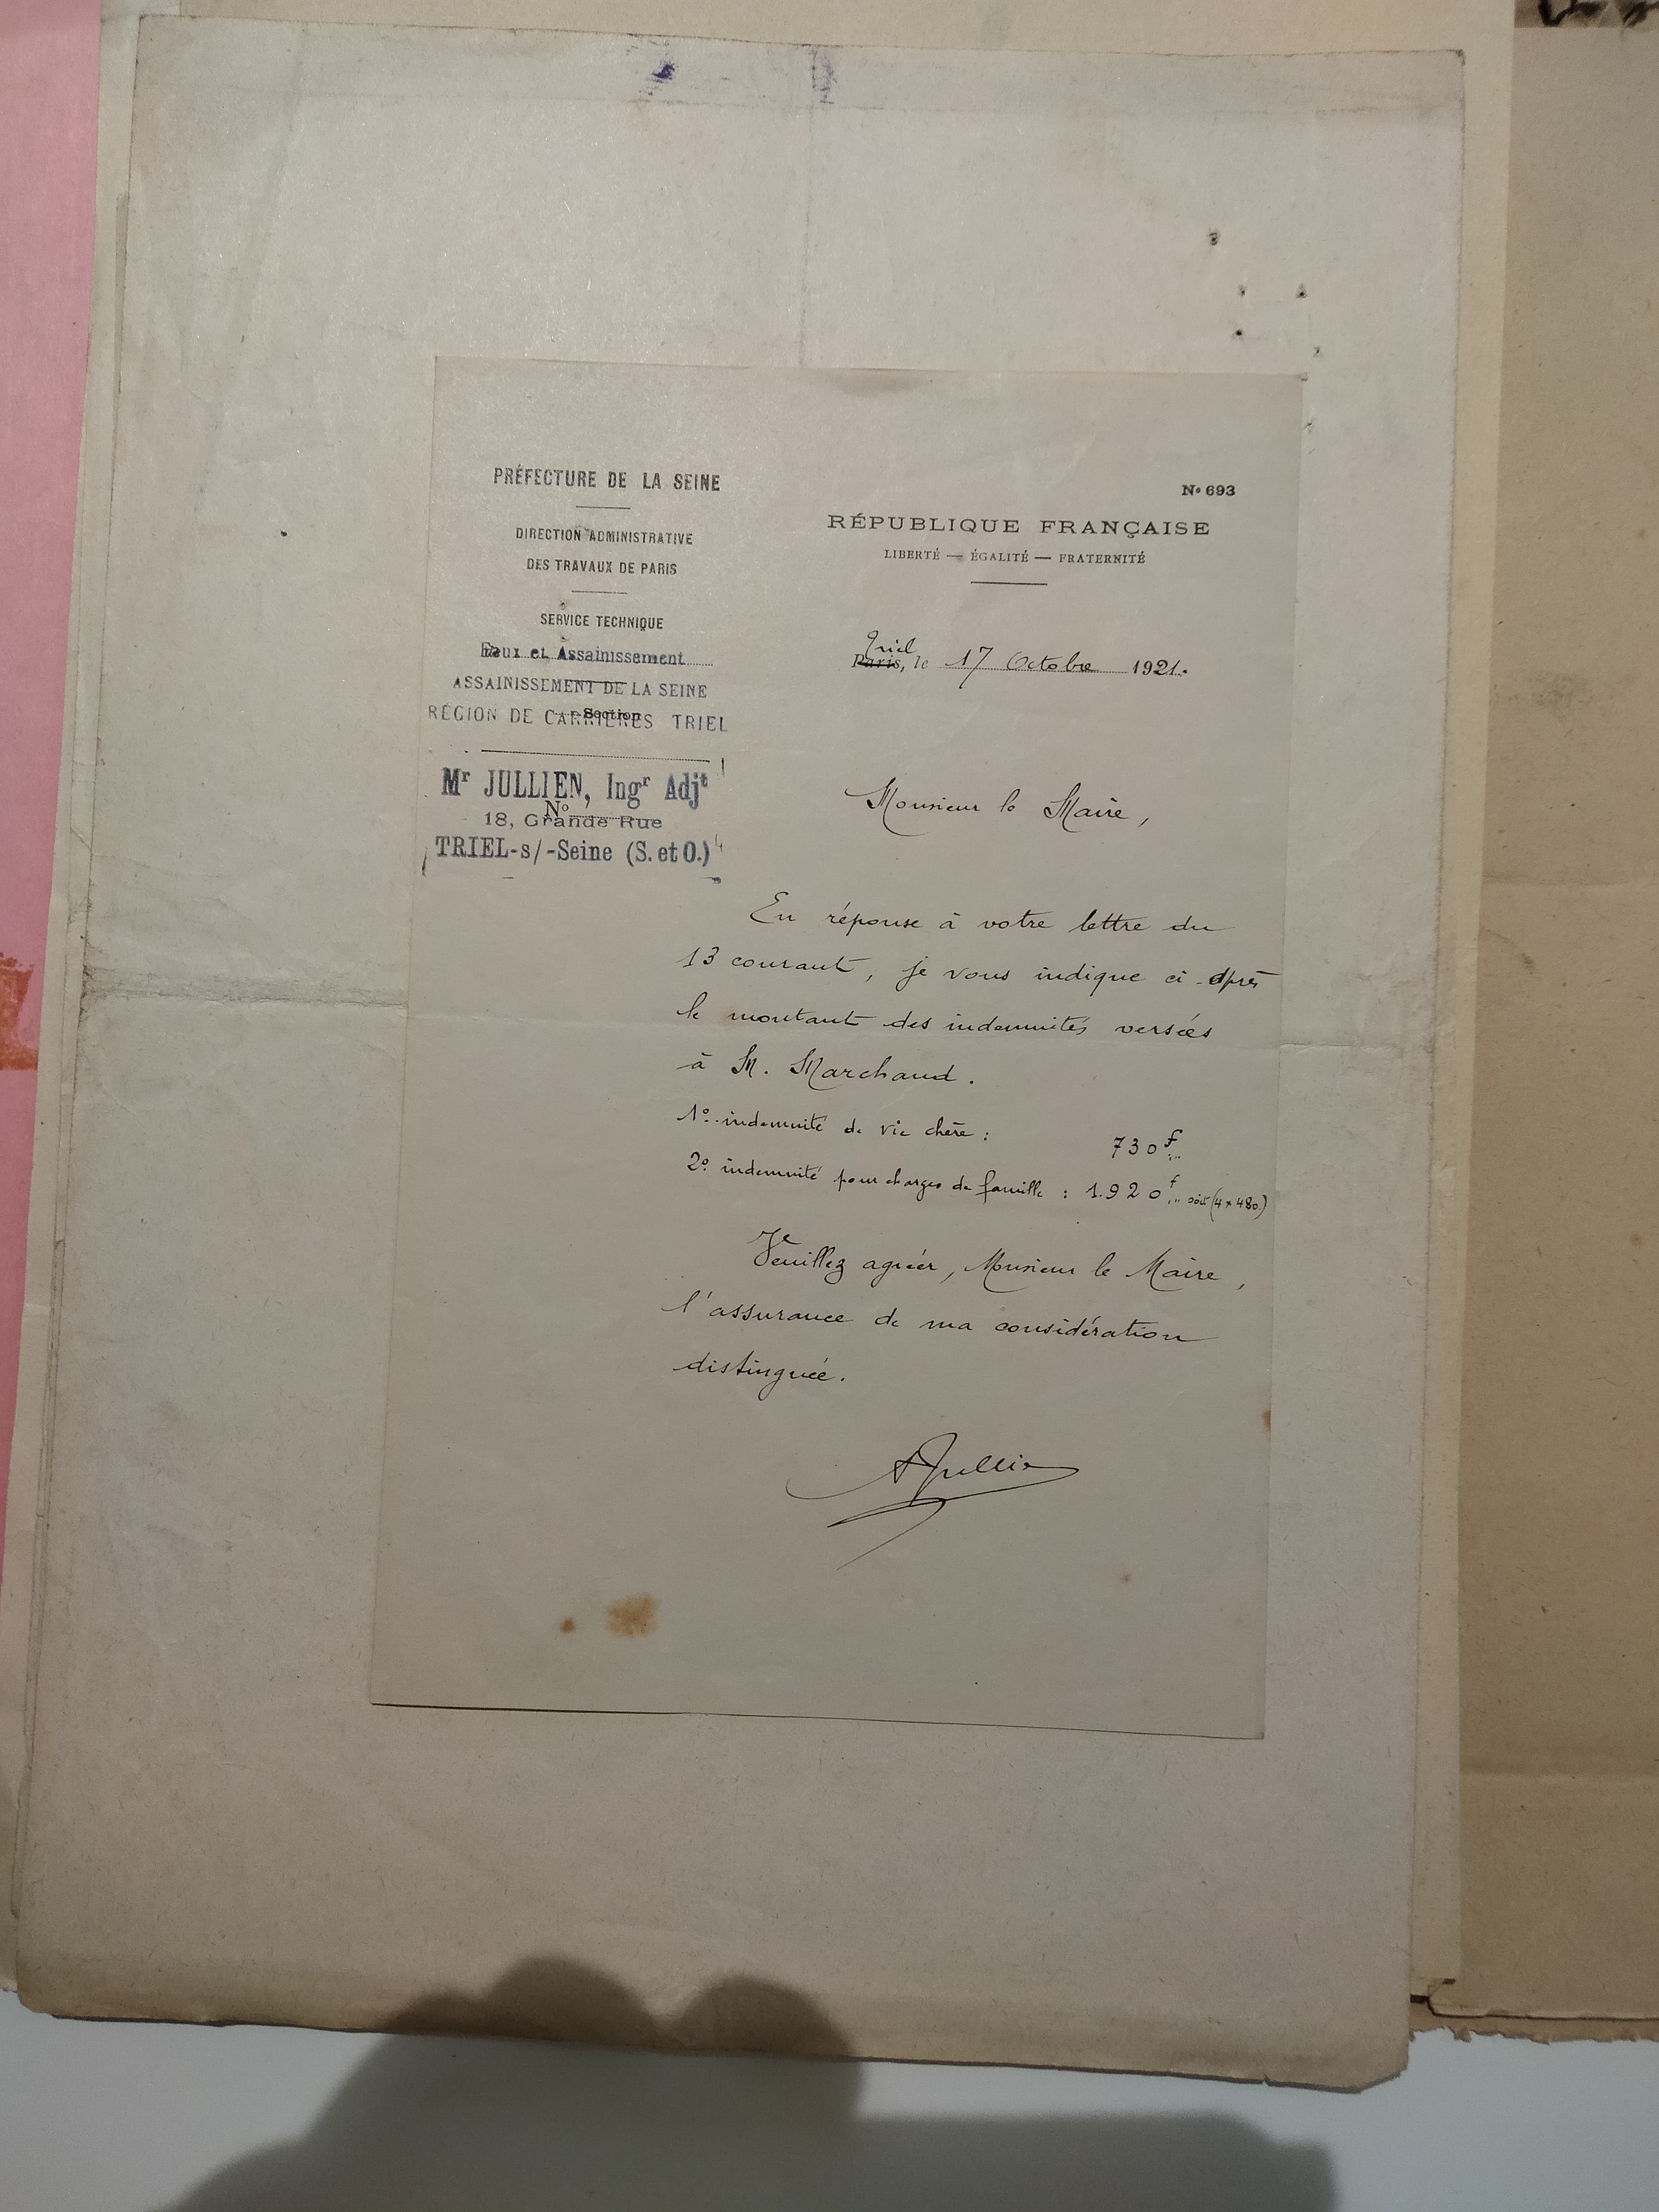 PRÉFECTURE DE LA SEINE
DIRECTION ADMINISTRATIVE
DES TRAVAUX DE PARIS
SERVICE TECHNIQUE
Eaux et Assainissement
ASSAINISSEMENT DE LA SEINE
Section
RÉGION DE CARRIÈRES TRIEL
Mr JULLIEN, Ingr Adjt
No
18, Grande Rue
TRIEL-s/-Seine (S. et O.)
No 693
RÉPUBLIQUE FRANÇAISE
LIBERTÉ — ÉGALITÉ — FRATERNITÉ
Triel
Paris, le 17 Octobre 1921.
Monsieur le Maire,
En réponse à votre lettre du
13 courant, je vous indique ci-après
le montant des indemnités versées
à M. Marchand.
1o indemnité de vie chère : 730f
2o indemnité pour charges de famille : 1.920f soit (4 x 480)
Veuillez agréer, Monsieur le Maire,
l'assurance de ma considération
distinguée.
AJullien